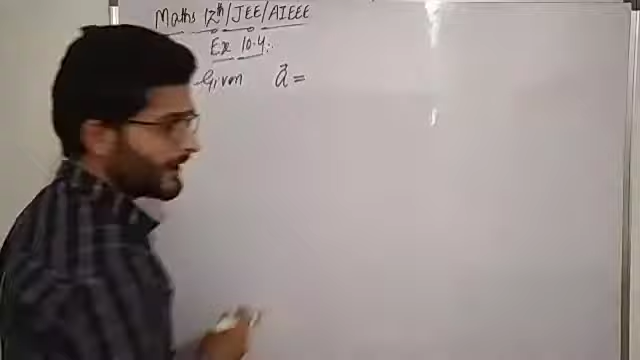 Maths 12th/JEE/AIEEE
Ex 10.4:
Given a⃗ =